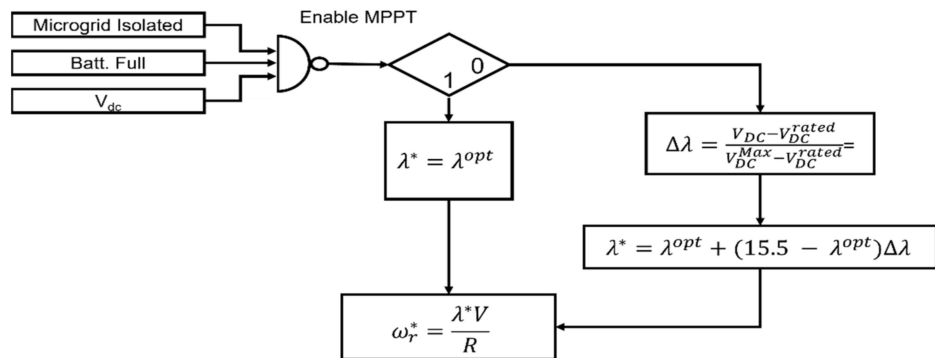 Enable MPPT
Microgrid Isolated
Batt. Full
V_dc
1
0
λ* = λ^opt
Δλ = (V_DC − V_DC^rated) / (V_DC^Max − V_DC^rated) =
λ* = λ^opt + (15.5 − λ^opt)Δλ
ω_r^* = λ*V / R